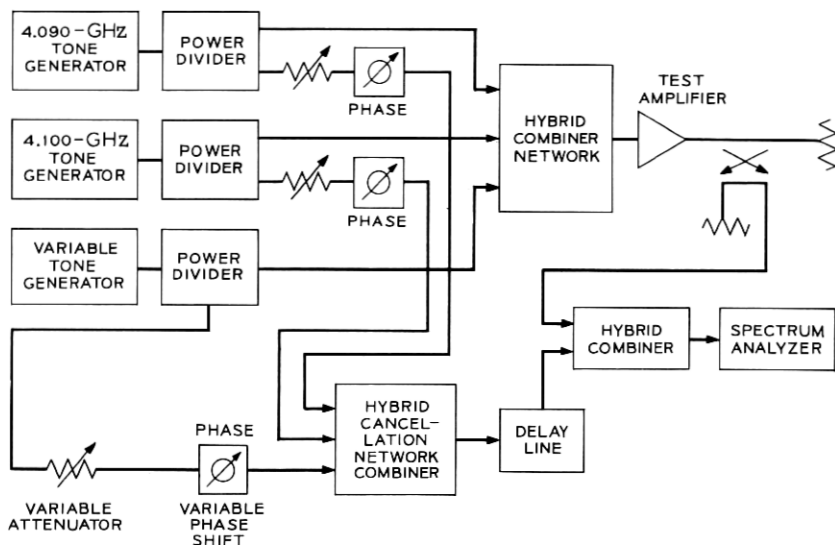 4.090-GHz
TONE
GENERATOR
POWER
DIVIDER
PHASE
4.100-GHz
TONE
GENERATOR
POWER
DIVIDER
PHASE
VARIABLE
TONE
GENERATOR
POWER
DIVIDER
HYBRID
COMBINER
NETWORK
TEST
AMPLIFIER
HYBRID
COMBINER
SPECTRUM
ANALYZER
HYBRID
CANCEL-
LATION
NETWORK
COMBINER
DELAY
LINE
VARIABLE
ATTENUATOR
PHASE
VARIABLE
PHASE
SHIFT